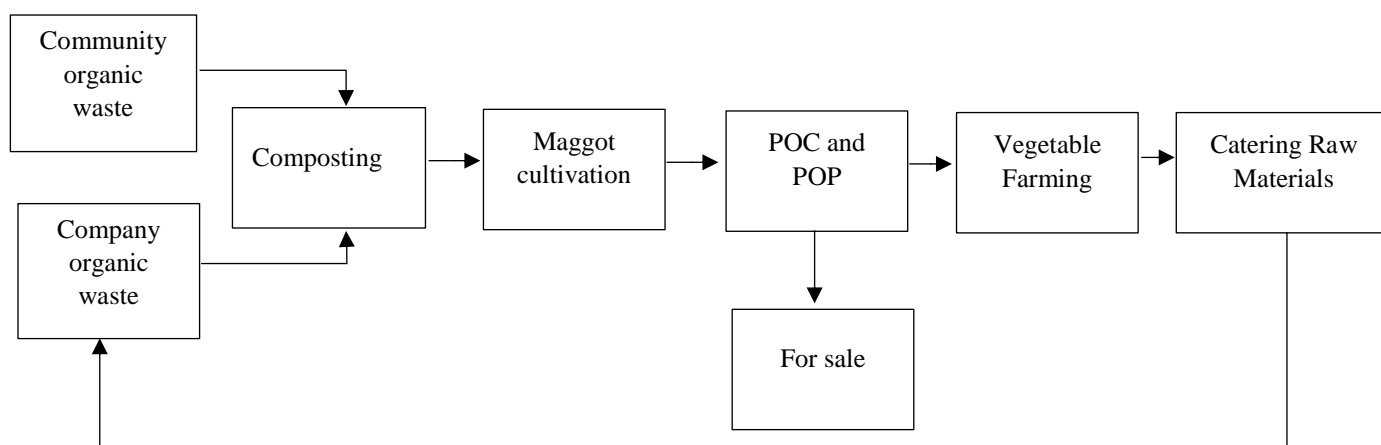 Community
organic
waste
Composting
Maggot
cultivation
POC and
POP
Vegetable
Farming
Catering Raw
Materials
Company
organic
waste
For sale